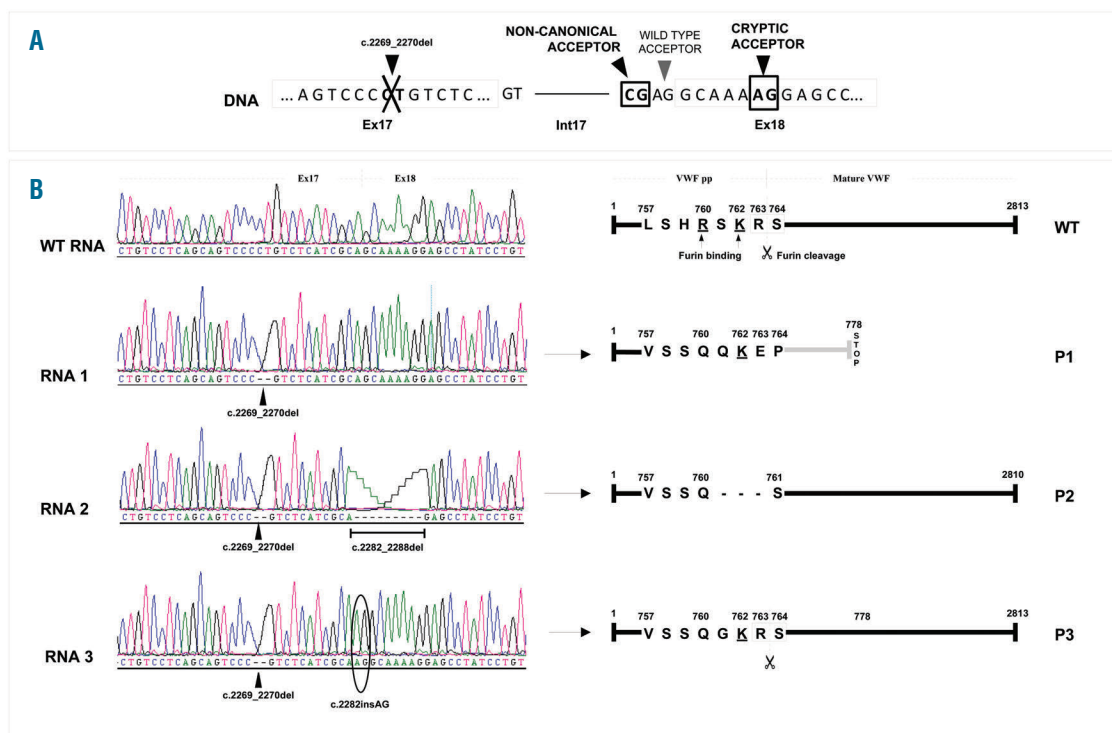 A
c.2269_2270del
NON-CANONICAL
ACCEPTOR
WILD TYPE
ACCEPTOR
CRYPTIC
ACCEPTOR
DNA
... A G T C C C C T G T C T C ... GT CG AG G C A A A A G G A G C C ...
Ex17 Int17 Ex18
B
Ex17 Ex18
VWF pp Mature VWF
WT RNA
CTGTCCTCAGCAGTCCCCTGTCTCATCGCAGCAAAAGGAGCCTATCCTGT
1 757 760 762 763 764 2813
L S H R S K R S
WT
Furin binding Furin cleavage
RNA 1
CTGTCCTCAGCAGTCCC--GTCTCATCGCAGCAAAAGGAGCCTATCCTGT
c.2269_2270del
1 757 760 762 763 764 778
V S S Q Q K E P
STOP
P1
RNA 2
CTGTCCTCAGCAGTCCC--GTCTCATCGCA-------GAGCCTATCCTGT
c.2269_2270del
c.2282_2288del
1 757 760 761 2810
V S S Q - - - S
P2
RNA 3
-CTGTCCTCAGCAGTCCC--GTCTCATCGCAAGGCAAAAGGAGCCTATCCTGT
c.2269_2270del
c.2282insAG
1 757 760 762 763 764 778 2813
V S S Q G K R S
P3